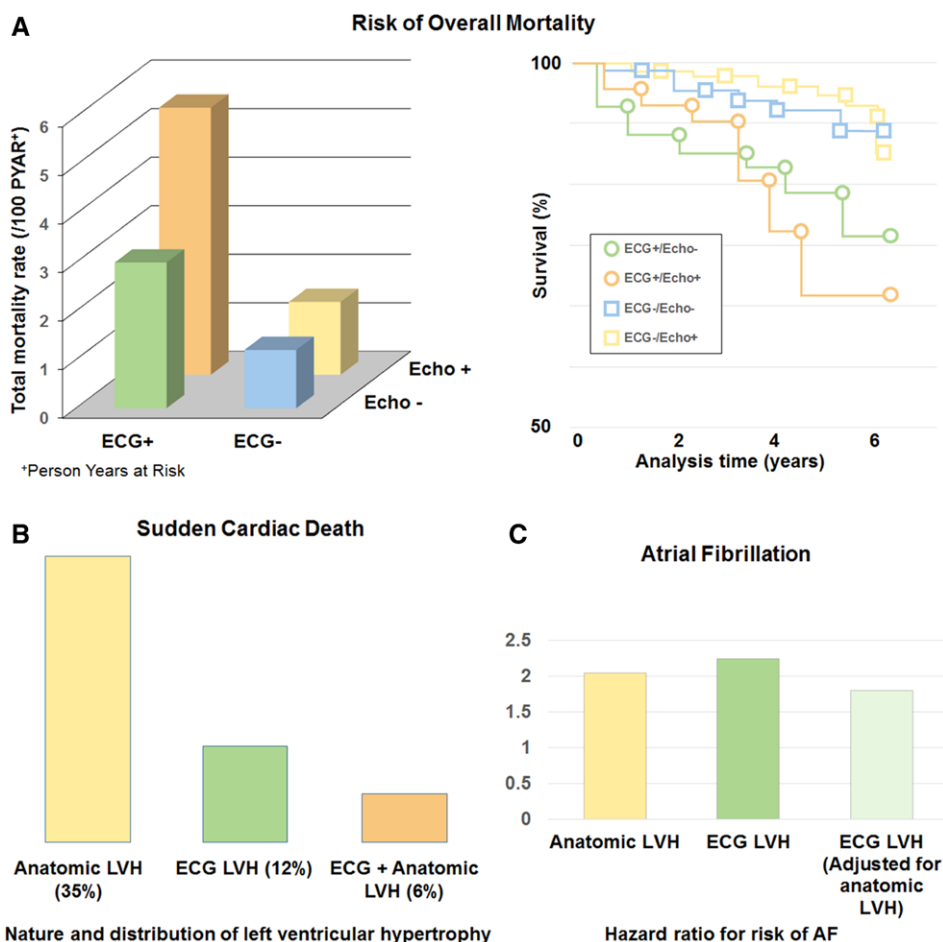 A
Risk of Overall Mortality
Total mortality rate (/100 PYAR⁺)
6
5
4
3
2
1
0
ECG+
ECG-
Echo +
Echo -
⁺Person Years at Risk
Survival (%)
100
50
ECG+/Echo-
ECG+/Echo+
ECG-/Echo-
ECG-/Echo+
0 2 4 6
Analysis time (years)
B
Sudden Cardiac Death
Anatomic LVH
(35%)
ECG LVH (12%)
ECG + Anatomic
LVH (6%)
Nature and distribution of left ventricular hypertrophy
C
Atrial Fibrillation
2.5
2
1.5
1
0.5
0
Anatomic LVH
ECG LVH
ECG LVH
(Adjusted for
anatomic
LVH)
Hazard ratio for risk of AF